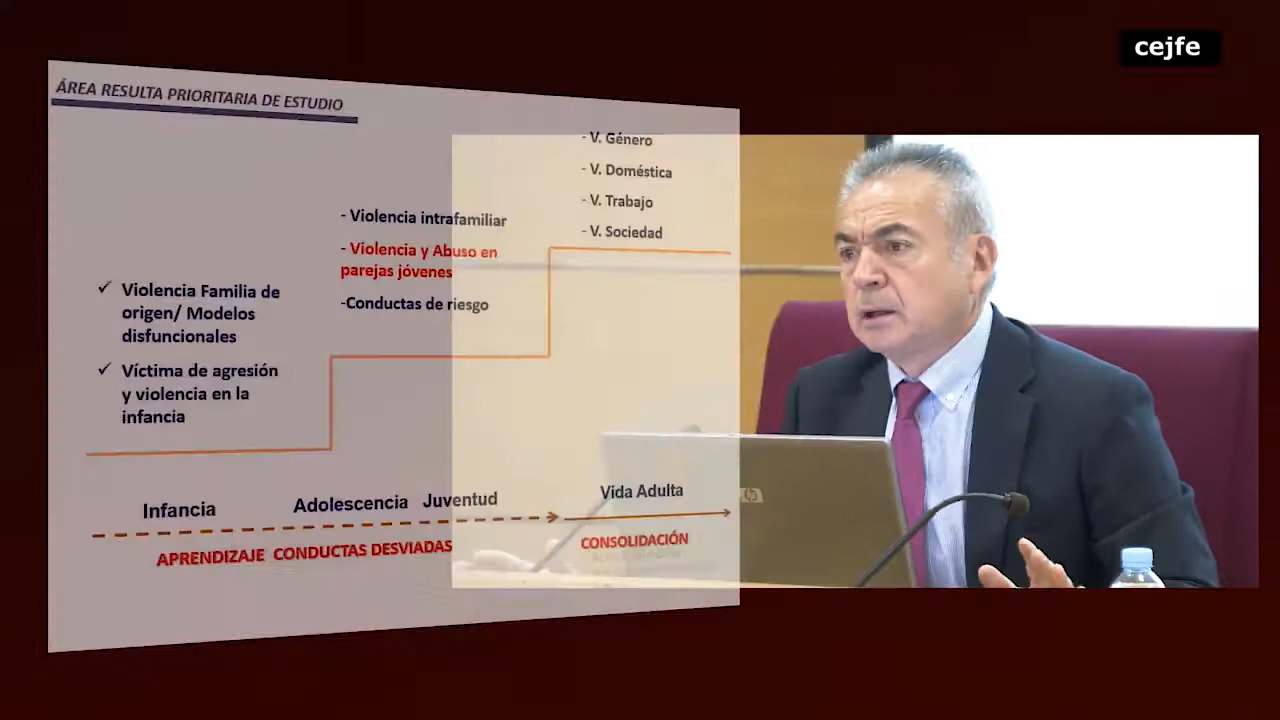 cejfe
ÁREA RESULTA PRIORITARIA DE ESTUDIO
- V. Género
- V. Doméstica
- V. Trabajo
- V. Sociedad
- Violencia intrafamiliar
- Violencia y Abuso en
parejas jóvenes
-Conductas de riesgo
✓ Violencia Familia de
origen/ Modelos
disfuncionales
✓ Víctima de agresión
y violencia en la
infancia
Infancia
Adolescencia Juventud
Vida Adulta
APRENDIZAJE CONDUCTAS DESVIADAS
CONSOLIDACIÓN
hp